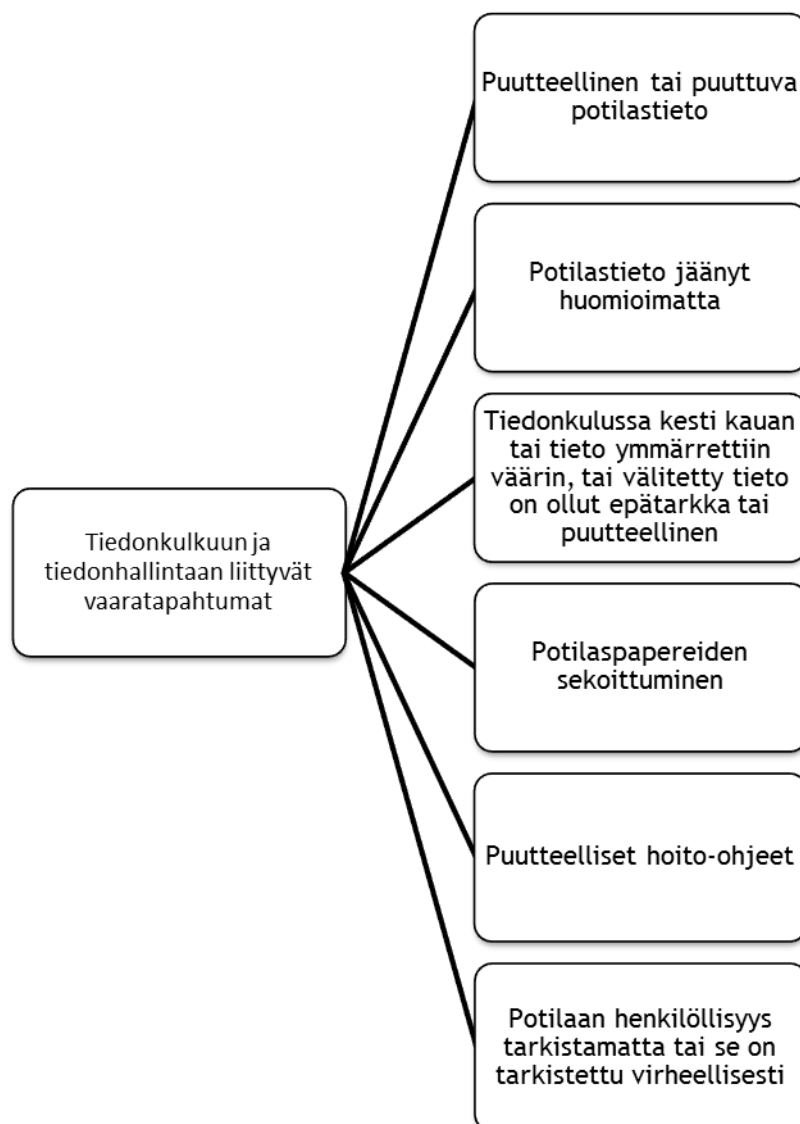 Puutteellinen tai puuttuva
potilastieto
Potilastieto jäänyt
huomioimatta
Tiedonkulussa kesti kauan
tai tieto ymmärrettiin
väärin, tai välitetty tieto
on ollut epätarkka tai
puutteellinen
Tiedonkulkuun ja
tiedonhallintaan liittyvät
vaaratapahtumat
Potilaspapereiden
sekoittuminen
Puutteelliset hoito-ohjeet
Potilaan henkilöllisyys
tarkistamatta tai se on
tarkistettu virheellisesti